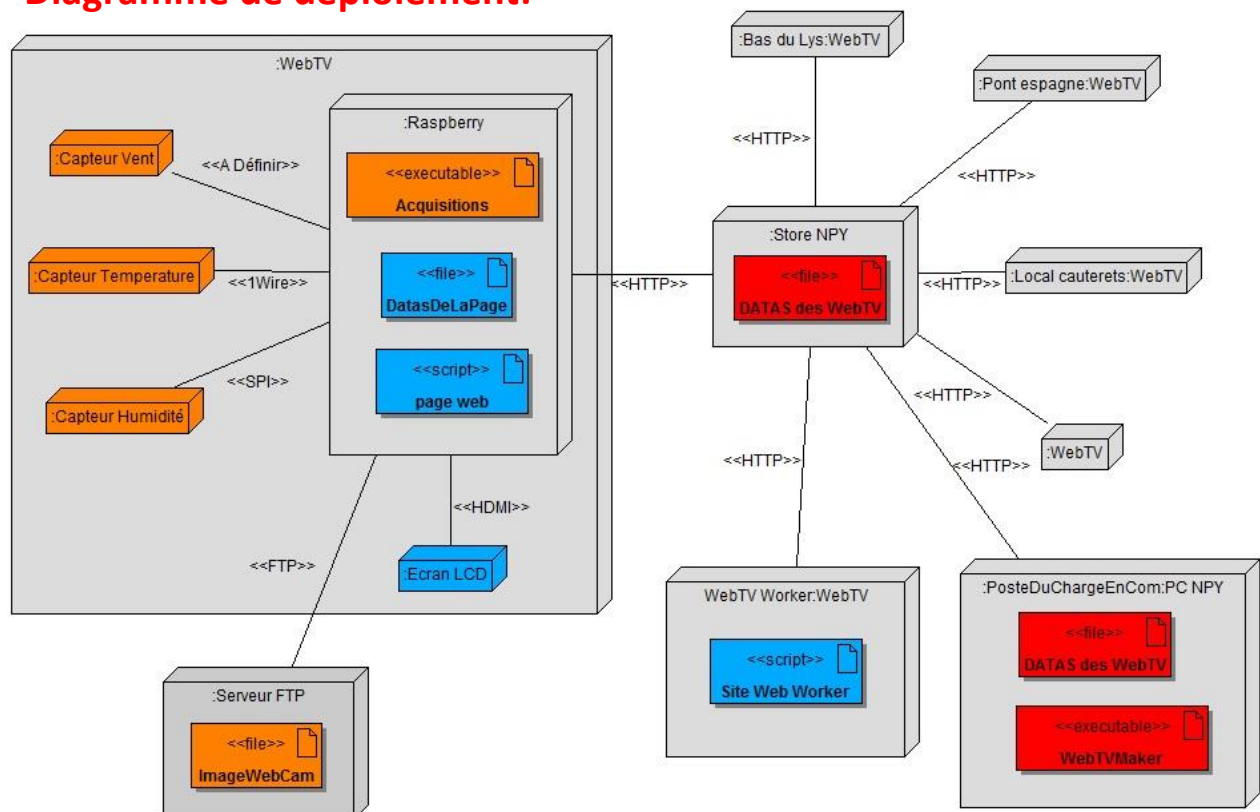 Diagramme de déploiement:
:WebTV
:Raspberry
:Capteur Vent
<<A Définir>>
<<executable>>
Acquisitions
:Capteur Temperature
<<1Wire>>
<<file>>
DatasDeLaPage
:Capteur Humidité
<<SPI>>
<<script>>
page web
<<HDMI>>
:Ecran LCD
<<FTP>>
:Serveur FTP
<<file>>
ImageWebCam
<<HTTP>>
:Bas du Lys:WebTV
<<HTTP>>
:Pont espagne:WebTV
<<HTTP>>
:Store NPY
<<file>>
DATAS des WebTV
:Local cauterets:WebTV
<<HTTP>>
<<HTTP>>
:WebTV
<<HTTP>>
<<HTTP>>
WebTV Worker:WebTV
<<script>>
Site Web Worker
:PosteDuChargeEnCom:PC NPY
<<file>>
DATAS des WebTV
<<executable>>
WebTVMaker